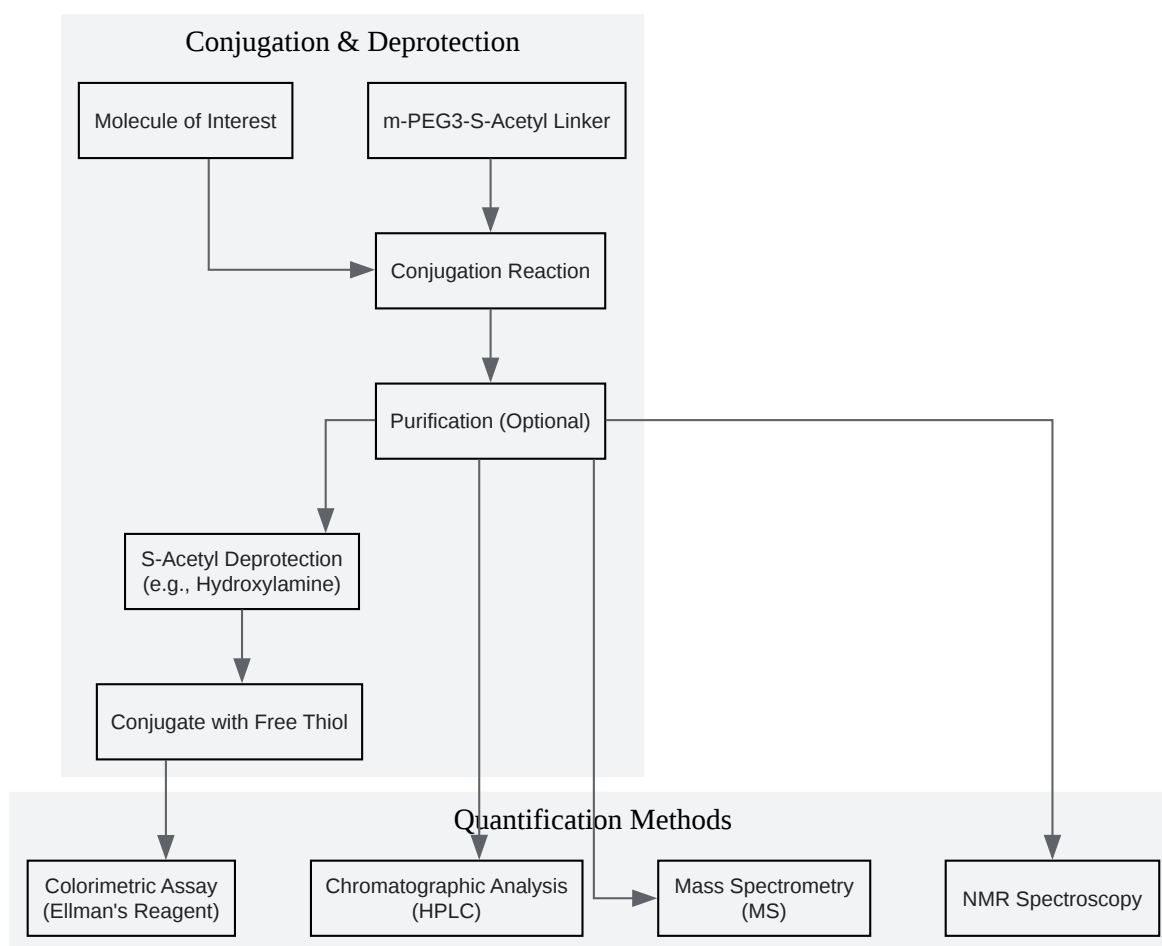 Conjugation & Deprotection
Molecule of Interest
m-PEG3-S-Acetyl Linker
Conjugation Reaction
Purification (Optional)
S-Acetyl Deprotection
(e.g., Hydroxylamine)
Conjugate with Free Thiol
Quantification Methods
Colorimetric Assay
(Ellman's Reagent)
Chromatographic Analysis
(HPLC)
Mass Spectrometry
(MS)
NMR Spectroscopy